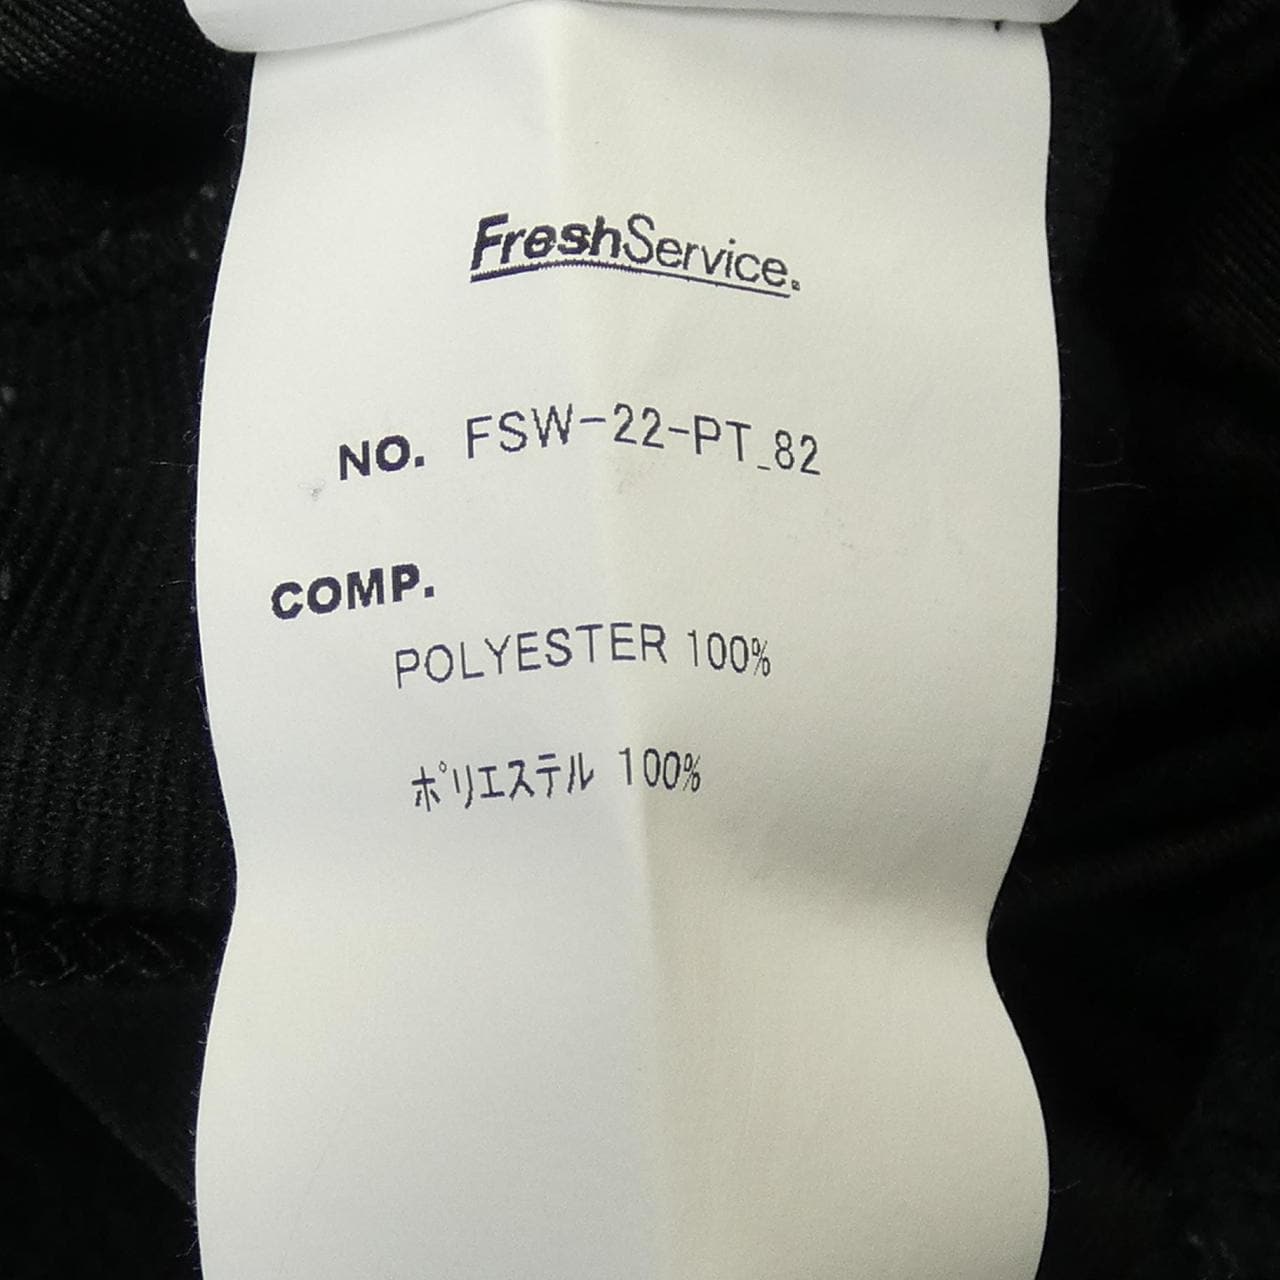 FreshService.
NO. FSW-22-PT_82
COMP.
POLYESTER 100%
ポリエステル 100%